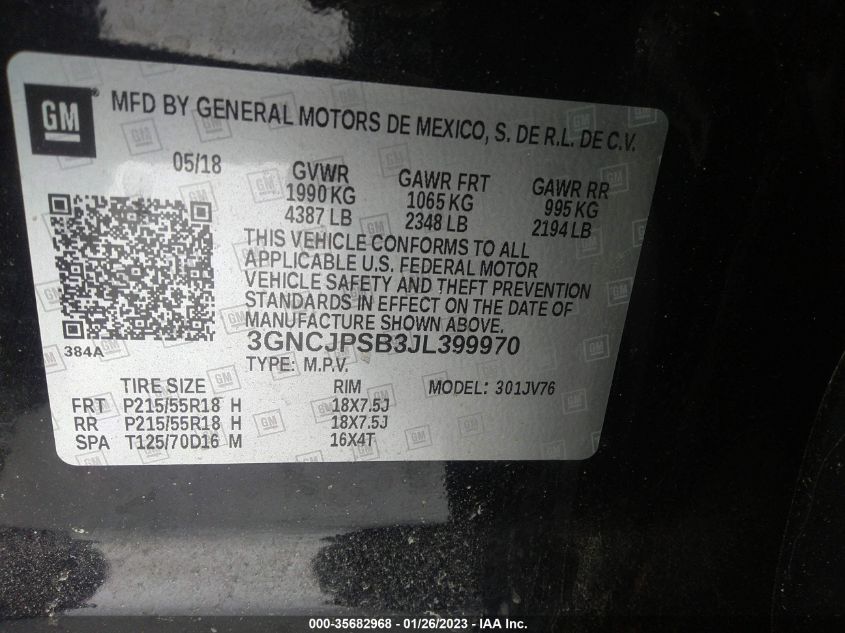 GM ® MFD BY GENERAL MOTORS DE MEXICO, S. DE R.L. DE C.V.
05/18 GVWR GAWR FRT GAWR RR
1990 KG 1065 KG 995 KG
4387 LB 2348 LB 2194 LB
THIS VEHICLE CONFORMS TO ALL
APPLICABLE U.S. FEDERAL MOTOR
VEHICLE SAFETY AND THEFT PREVENTION
STANDARDS IN EFFECT ON THE DATE OF
MANUFACTURE SHOWN ABOVE.
384A 3GNCJPSB3JL399970
TYPE: M.P.V.
TIRE SIZE RIM MODEL: 301JV76
FRT P215/55R18 H 18X7.5J
RR P215/55R18 H 18X7.5J
SPA T125/70D16 M 16X4T
000-35682968 - 01/26/2023 - IAA Inc.